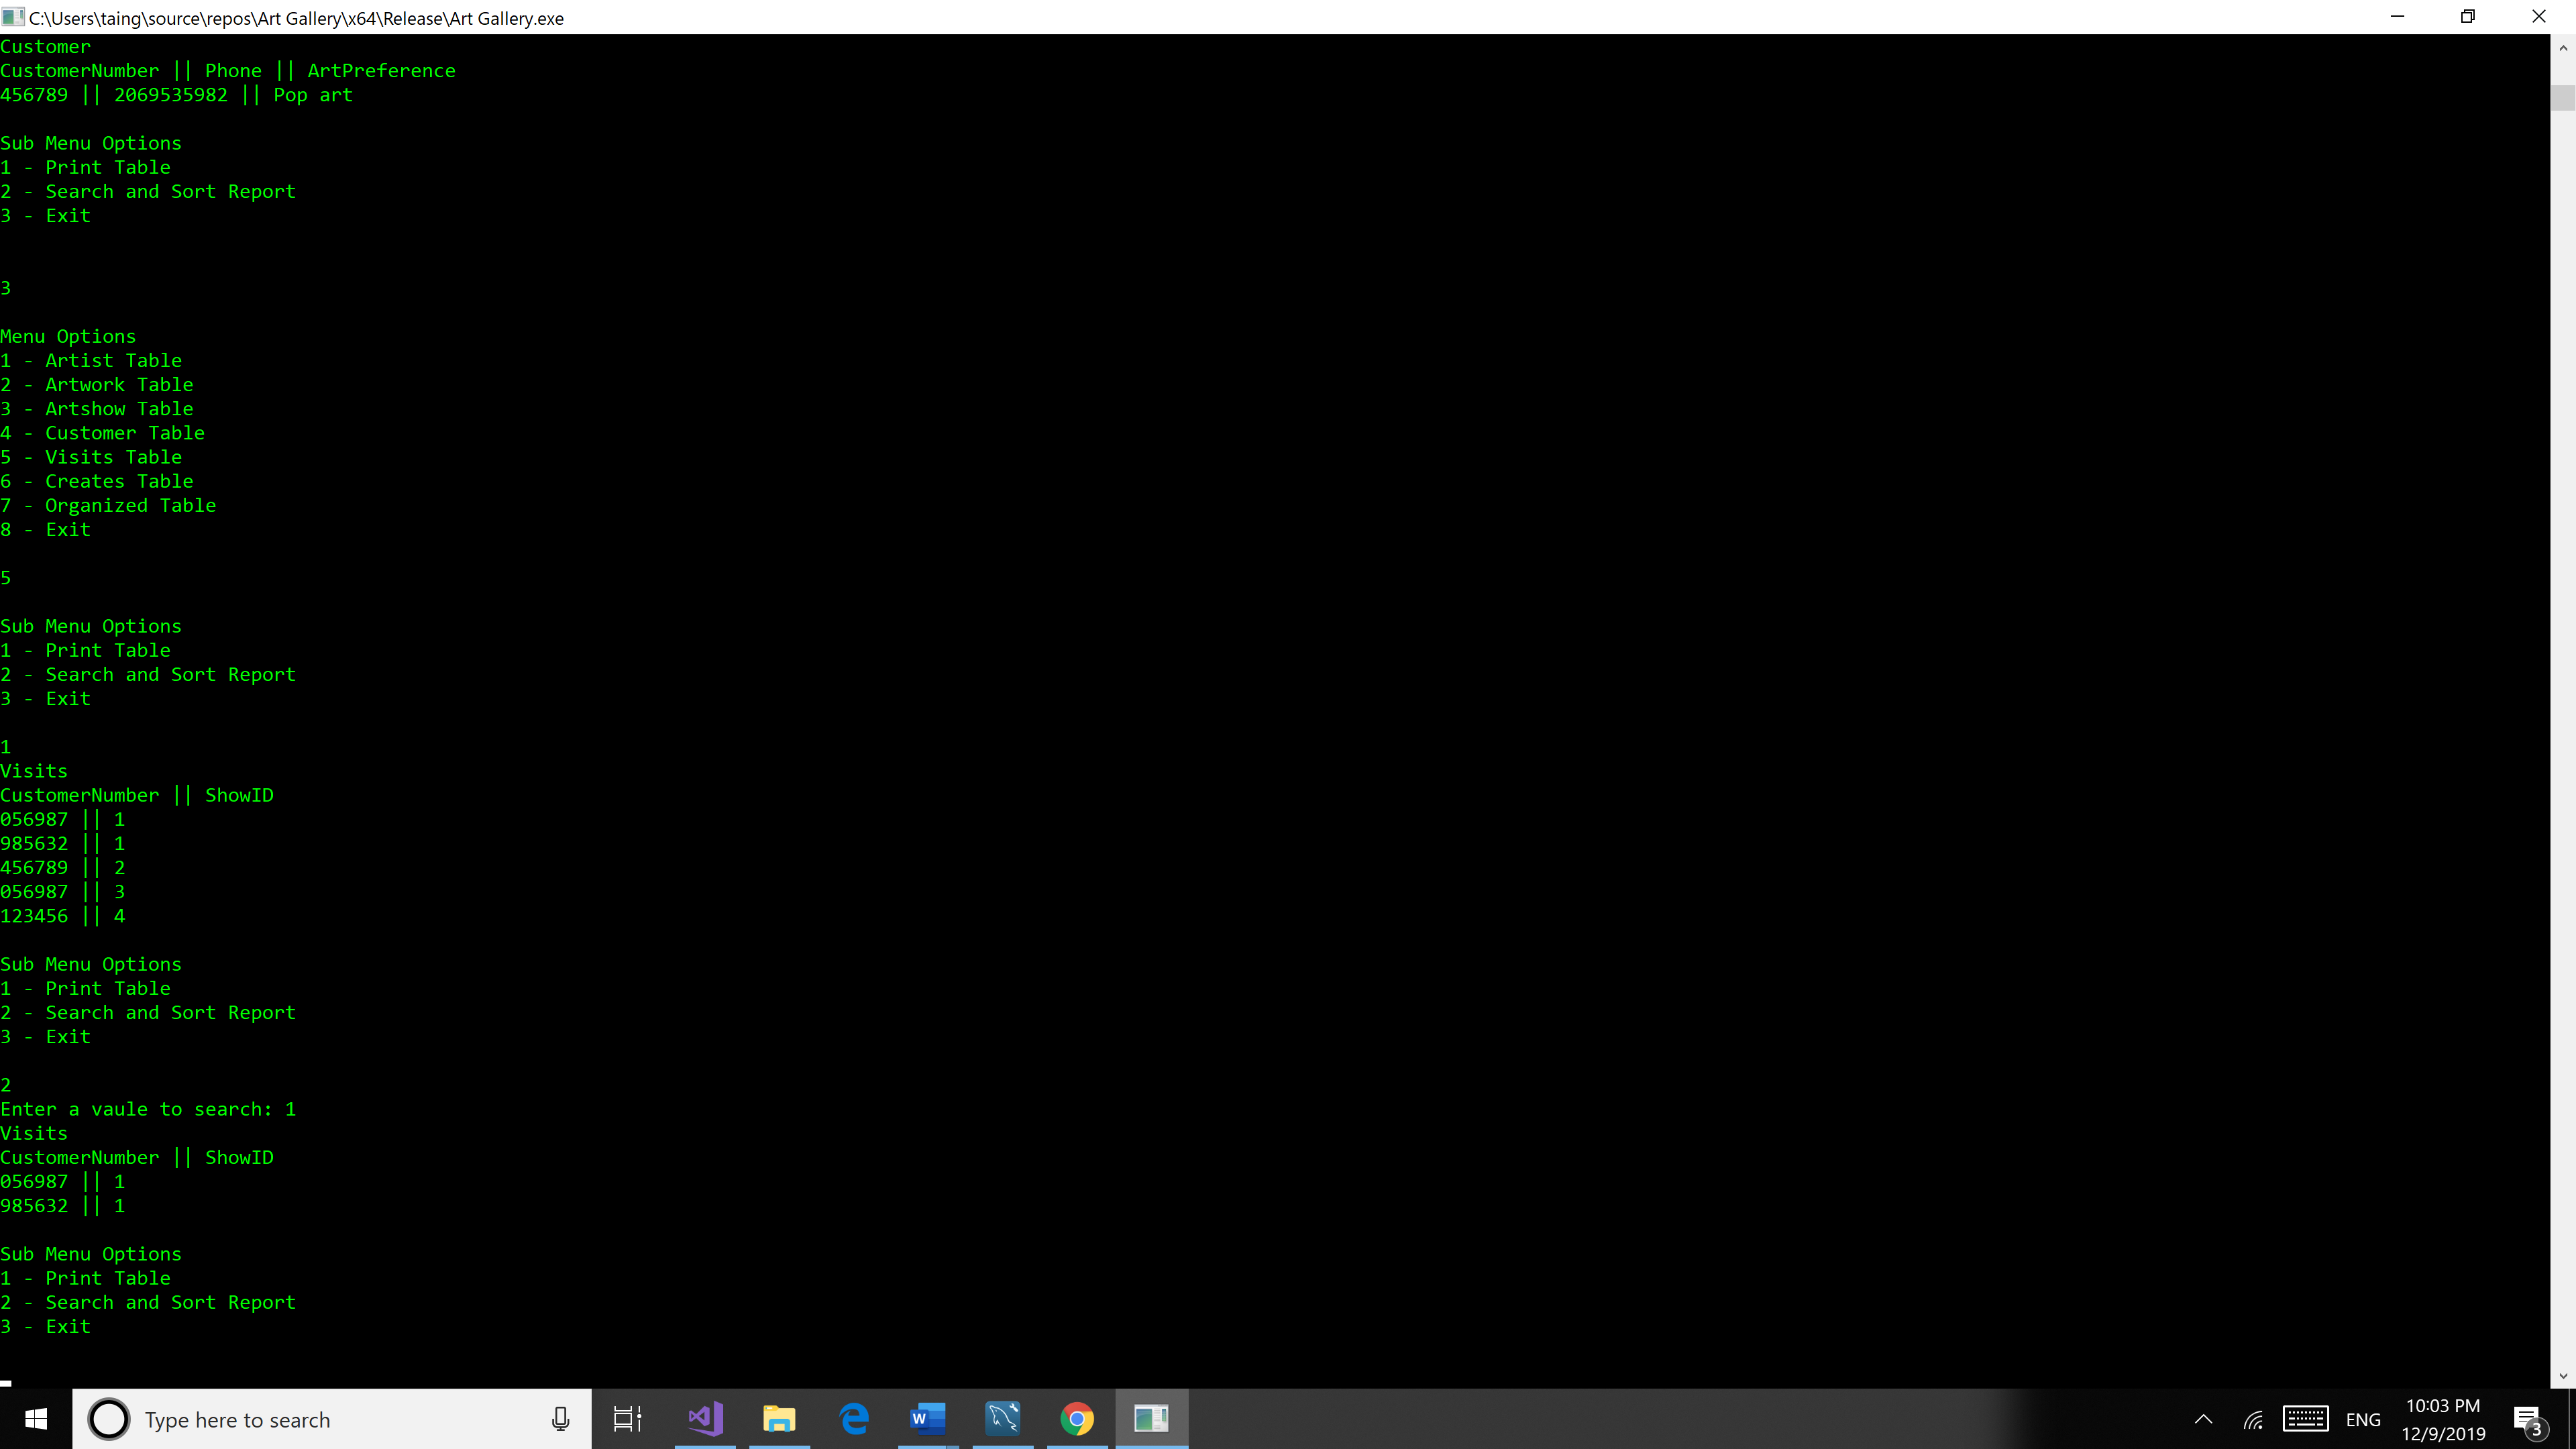 C:\Users\taing\source\repos\Art Gallery\x64\Release\Art Gallery.exe
Customer
CustomerNumber || Phone || ArtPreference
456789 || 2069535982 || Pop art
Sub Menu Options
1 - Print Table
2 - Search and Sort Report
3 - Exit
3
Menu Options
1 - Artist Table
2 - Artwork Table
3 - Artshow Table
4 - Customer Table
5 - Visits Table
6 - Creates Table
7 - Organized Table
8 - Exit
5
Sub Menu Options
1 - Print Table
2 - Search and Sort Report
3 - Exit
1
Visits
CustomerNumber || ShowID
056987 || 1
985632 || 1
456789 || 2
056987 || 3
123456 || 4
Sub Menu Options
1 - Print Table
2 - Search and Sort Report
3 - Exit
2
Enter a vaule to search: 1
Visits
CustomerNumber || ShowID
056987 || 1
985632 || 1
Sub Menu Options
1 - Print Table
2 - Search and Sort Report
3 - Exit
Type here to search
W
ENG
10:03 PM
12/9/2019
3